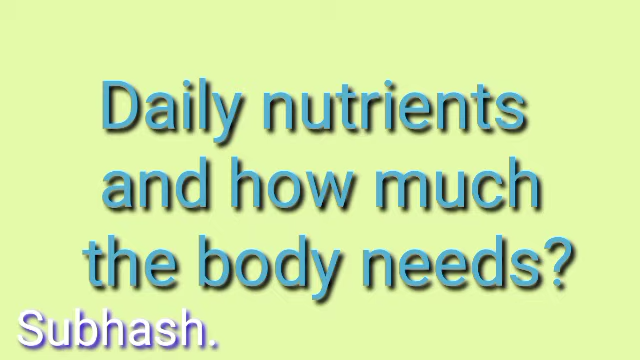 Daily nutrients
and how much
the body needs?
Subhash.